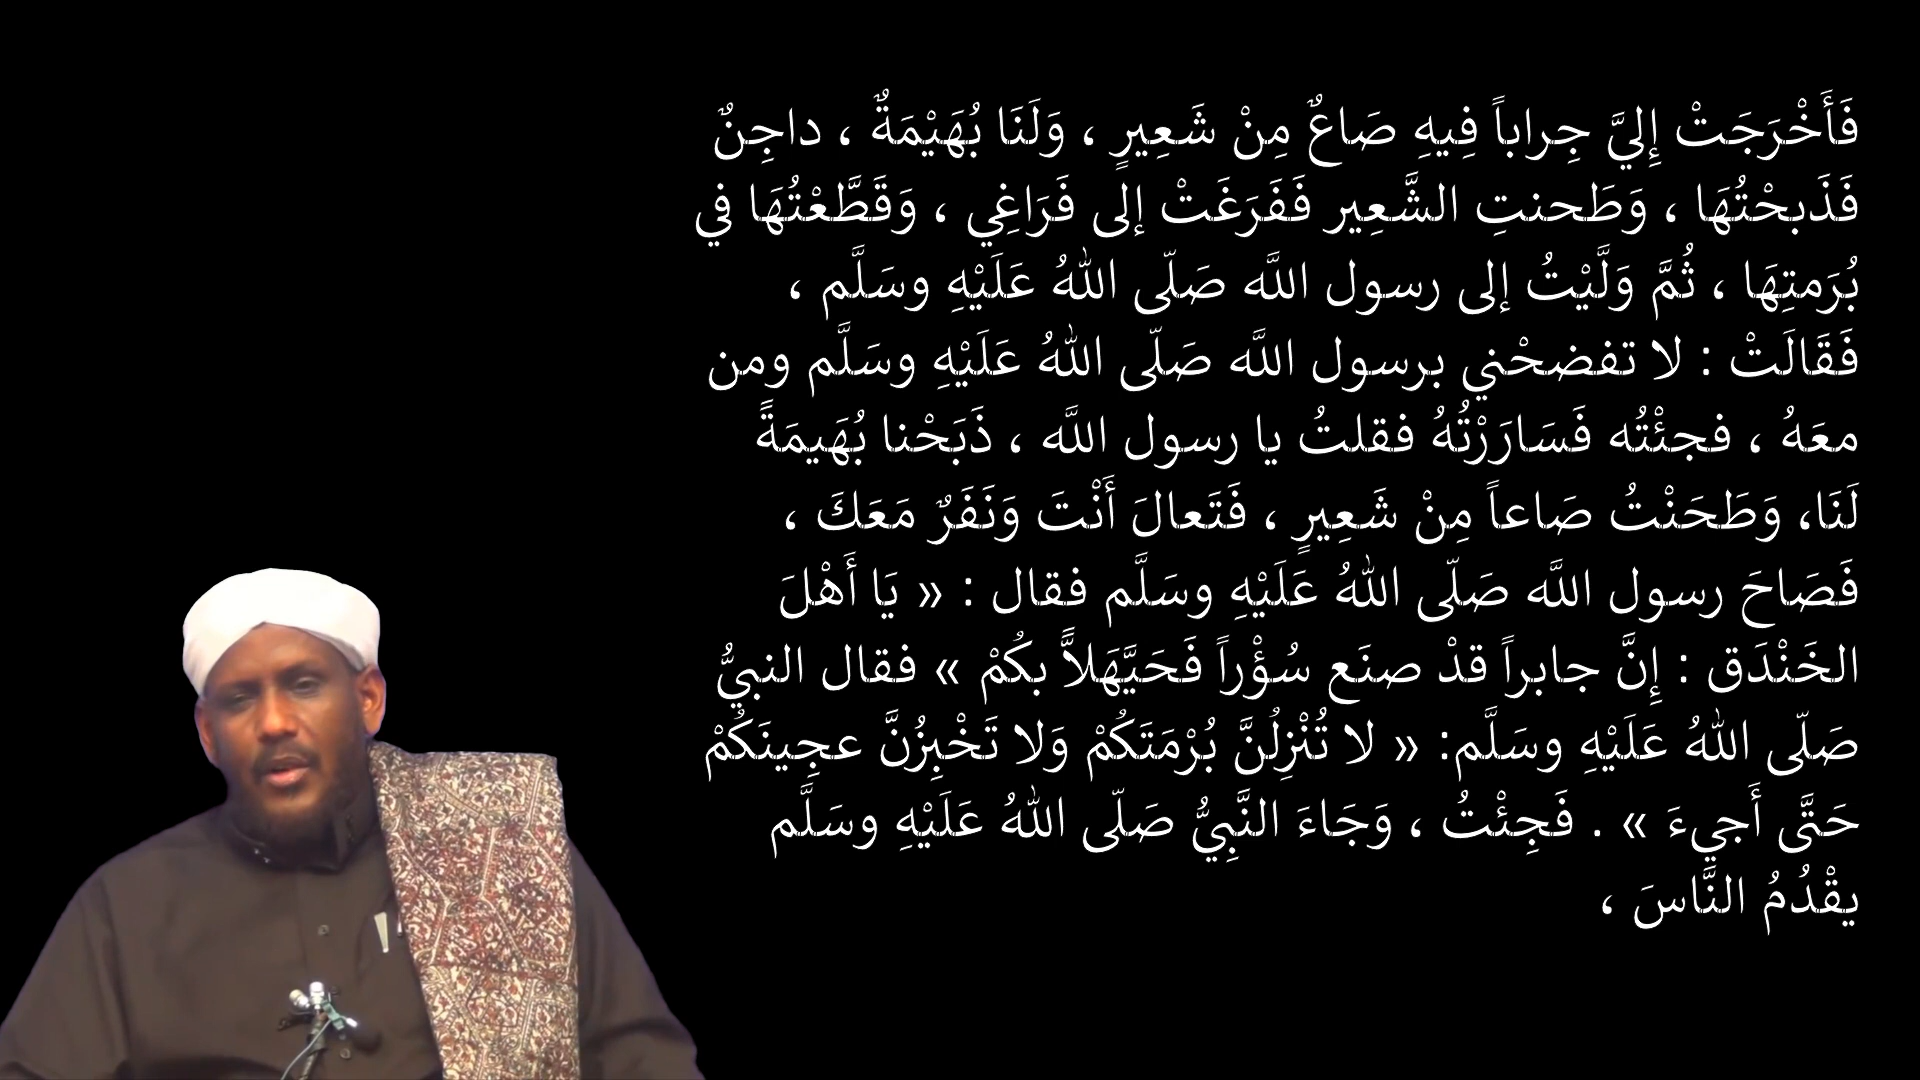 فَأَخْرَجَتْ إِليَّ جِراباً فِيهِ صَاعٌ مِنْ شَعِيرٍ ، وَلَنَا بُهَيْمَةٌ ، داجِنٌ
فَذَبحْتُهَا ، وَطَحنتِ الشَّعِير فَفَرَغَتْ إلى فَرَاغِي ، وَقَطَّعْتُهَا في
بُرَمتِهَا ، ثُمَّ وَلَّيْتُ إلى رسول اللَّه صَلّى اللهُ عَلَيْهِ وسَلَّم ،
فَقَالَتْ : لا تفضحْني برسول اللَّه صَلّى اللهُ عَلَيْهِ وسَلَّم ومن
معَهُ ، فجئْتُه فَسَارَرْتُهُ فقلتُ يا رسول اللَّه ، ذَبَحْنا بُهَيمَةً
لَنَا، وَطَحَنْتُ صَاعاً مِنْ شَعِيرٍ ، فَتَعالَ أَنْتَ وَنَفَرٌ مَعَكَ ،
فَصَاحَ رسول اللَّه صَلّى اللهُ عَلَيْهِ وسَلَّم فقال : « يَا أَهْلَ
الخَنْدَق : إِنَّ جابراً قدْ صنَع سُؤْراً فَحَيَّهَلاًّ بكُمْ » فقال النبيُّ
صَلّى اللهُ عَلَيْهِ وسَلَّم: « لا تُنْزِلُنَّ بُرْمَتَكُمْ وَلا تَخْبِزُنَّ عجِينَكُمْ
حَتَّى أَجيءَ » . فَجِئْتُ ، وَجَاءَ النَّبِيُّ صَلّى اللهُ عَلَيْهِ وسَلَّم
يقْدُمُ النَّاسَ ،